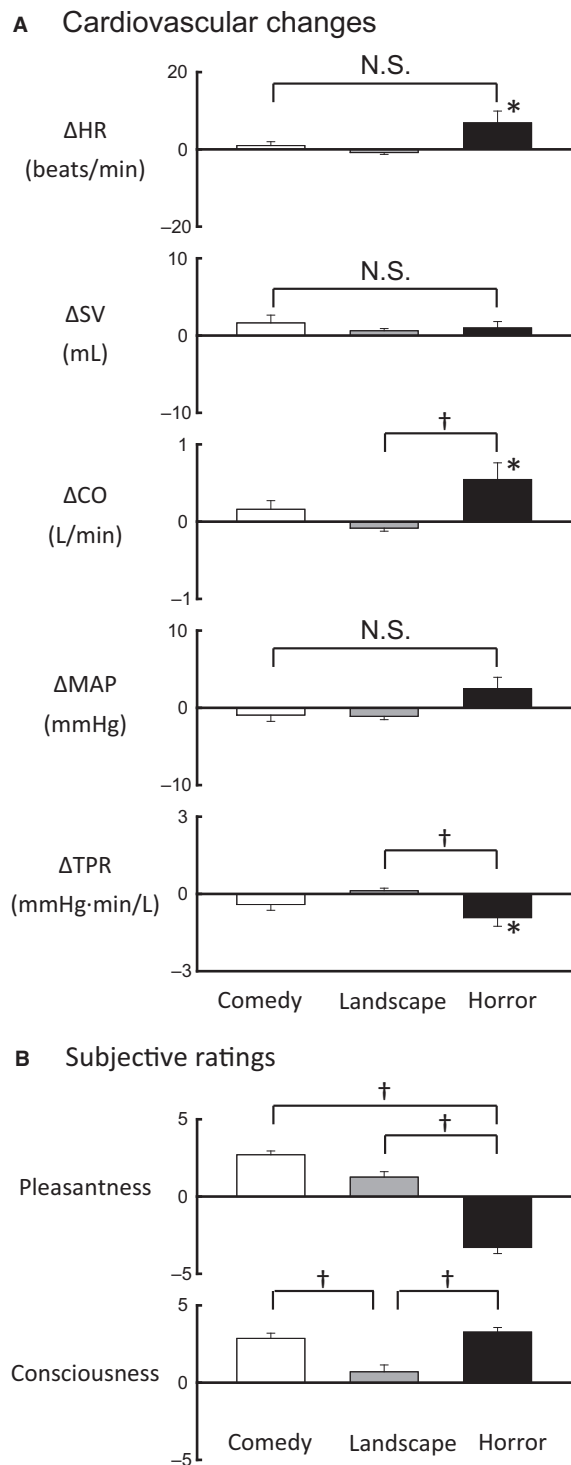 A Cardiovascular changes
20
N.S.
*
ΔHR
(beats/min)
0
–20
10
N.S.
ΔSV
(mL)
0
–10
1
†
*
ΔCO
(L/min)
0
–1
10
N.S.
ΔMAP
(mmHg)
0
–10
3
†
ΔTPR
(mmHg·min/L)
0
*
–3
Comedy Landscape Horror
B Subjective ratings
†
5
†
Pleasantness
0
–5
† †
5
Consciousness
0
Comedy Landscape Horror
–5